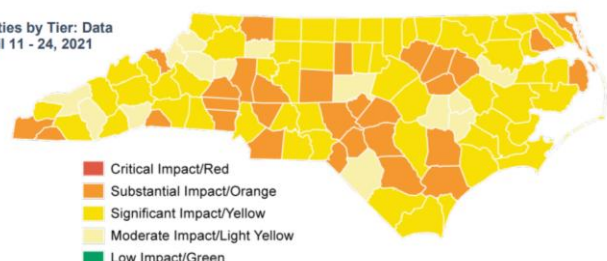 ties by Tier: Data
11 - 24, 2021
Critical Impact/Red
Substantial Impact/Orange
Significant Impact/Yellow
Moderate Impact/Light Yellow
Low Impact/Green